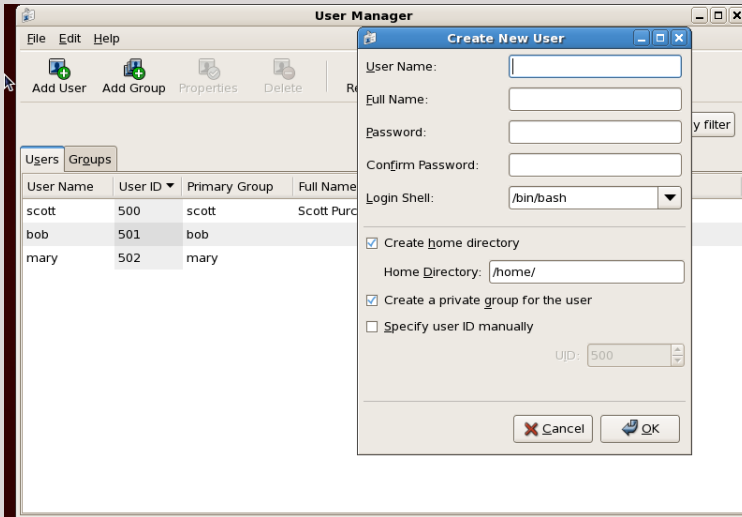 User Manager
File Edit Help
Add User Add Group Properties Delete
y filter
Users Groups
User Name User ID Primary Group Full Name
scott 500 scott Scott Purc
bob 501 bob
mary 502 mary
Create New User
User Name:
Full Name:
Password:
Confirm Password:
Login Shell: /bin/bash
Create home directory
Home Directory: /home/
Create a private group for the user
Specify user ID manually
UID: 500
Cancel OK